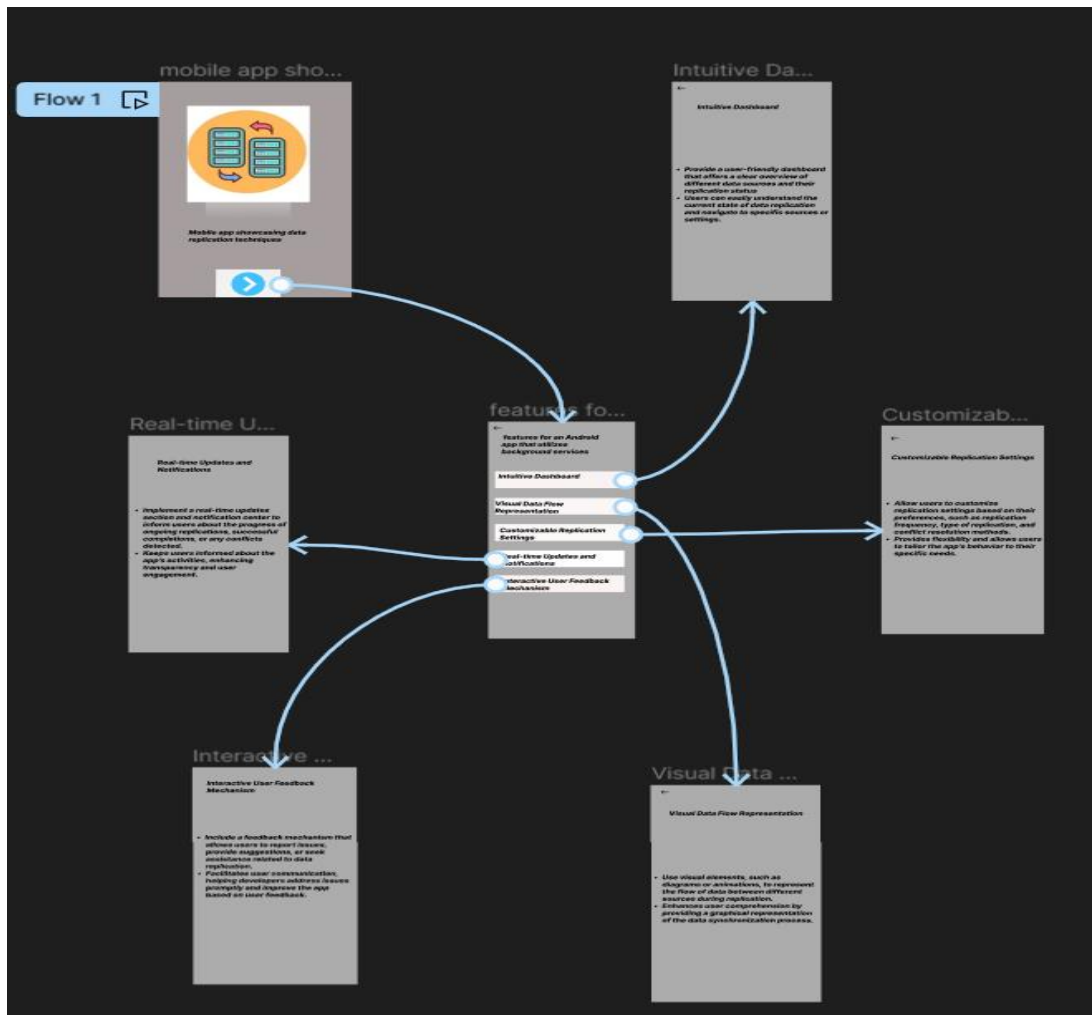 mobile app sho...
Flow 1
Mobile app showcasing data
replication techniques
Intuitive Da...
←
Intuitive Dashboard
• Provide a user-friendly dashboard
that offers a clear overview of
different data sources and their
replication status
• Users can easily understand the
current state of data replication
and navigate to specific sources or
settings.
Real-time U...
Real-time Updates and
Notifications
• Implement a real-time updates
section and notification center to
inform users about the progress of
ongoing replications, successful
completions, or any conflicts
detected.
• Keeps users informed about the
app's activities, enhancing
transparency and user
engagement.
features fo...
←
features for an Android
app that utilizes
background services
Intuitive Dashboard
Visual Data Flow
Representation
Customizable Replication
Settings
Real-time Updates and
Notifications
Interactive User Feedback
Mechanism
Customizab...
←
Customizable Replication Settings
• Allow users to customize
replication settings based on their
preferences, such as replication
frequency, type of replication, and
conflict resolution methods.
• Provides flexibility and allows users
to tailor the app's behavior to their
specific needs.
Interactive ...
Interactive User Feedback
Mechanism
• Include a feedback mechanism that
allows users to report issues,
provide suggestions, or seek
assistance related to data
replication.
• Facilitates user communication,
helping developers address issues
promptly and improve the app
based on user feedback.
Visual Data ...
←
Visual Data Flow Representation
• Use visual elements, such as
diagrams or animations, to represent
the flow of data between different
sources during replication.
• Enhances user comprehension by
providing a graphical representation
of the data synchronization process.